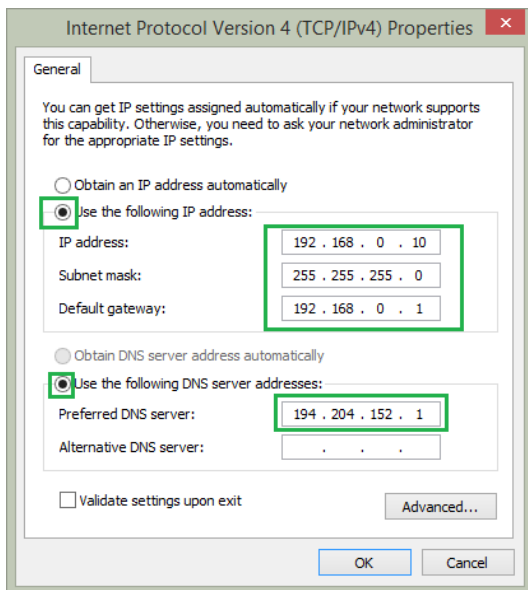 Internet Protocol Version 4 (TCP/IPv4) Properties
General
You can get IP settings assigned automatically if your network supports
this capability. Otherwise, you need to ask your network administrator
for the appropriate IP settings.
Obtain an IP address automatically
Use the following IP address:
IP address: 192 . 168 . 0 . 10
Subnet mask: 255 . 255 . 255 . 0
Default gateway: 192 . 168 . 0 . 1
Obtain DNS server address automatically
Use the following DNS server addresses:
Preferred DNS server: 194 . 204 . 152 . 1
Alternative DNS server: . . .
Validate settings upon exit
Advanced...
OK Cancel